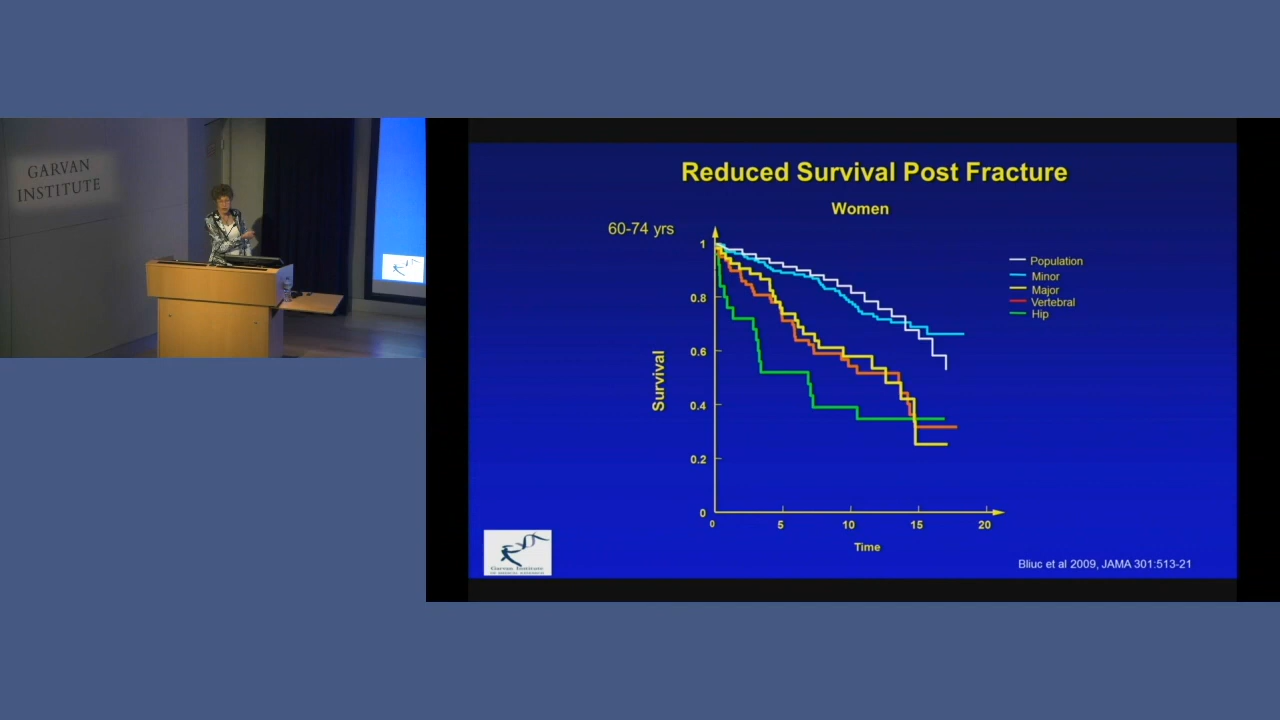 GARVAN
INSTITUTE
Reduced Survival Post Fracture
Women
60-74 yrs
Survival
1
0.8
0.6
0.4
0.2
0
0
5
10
15
20
Time
Population
Minor
Major
Vertebral
Hip
Garvan Institute
Bliuc et al 2009, JAMA 301:513-21